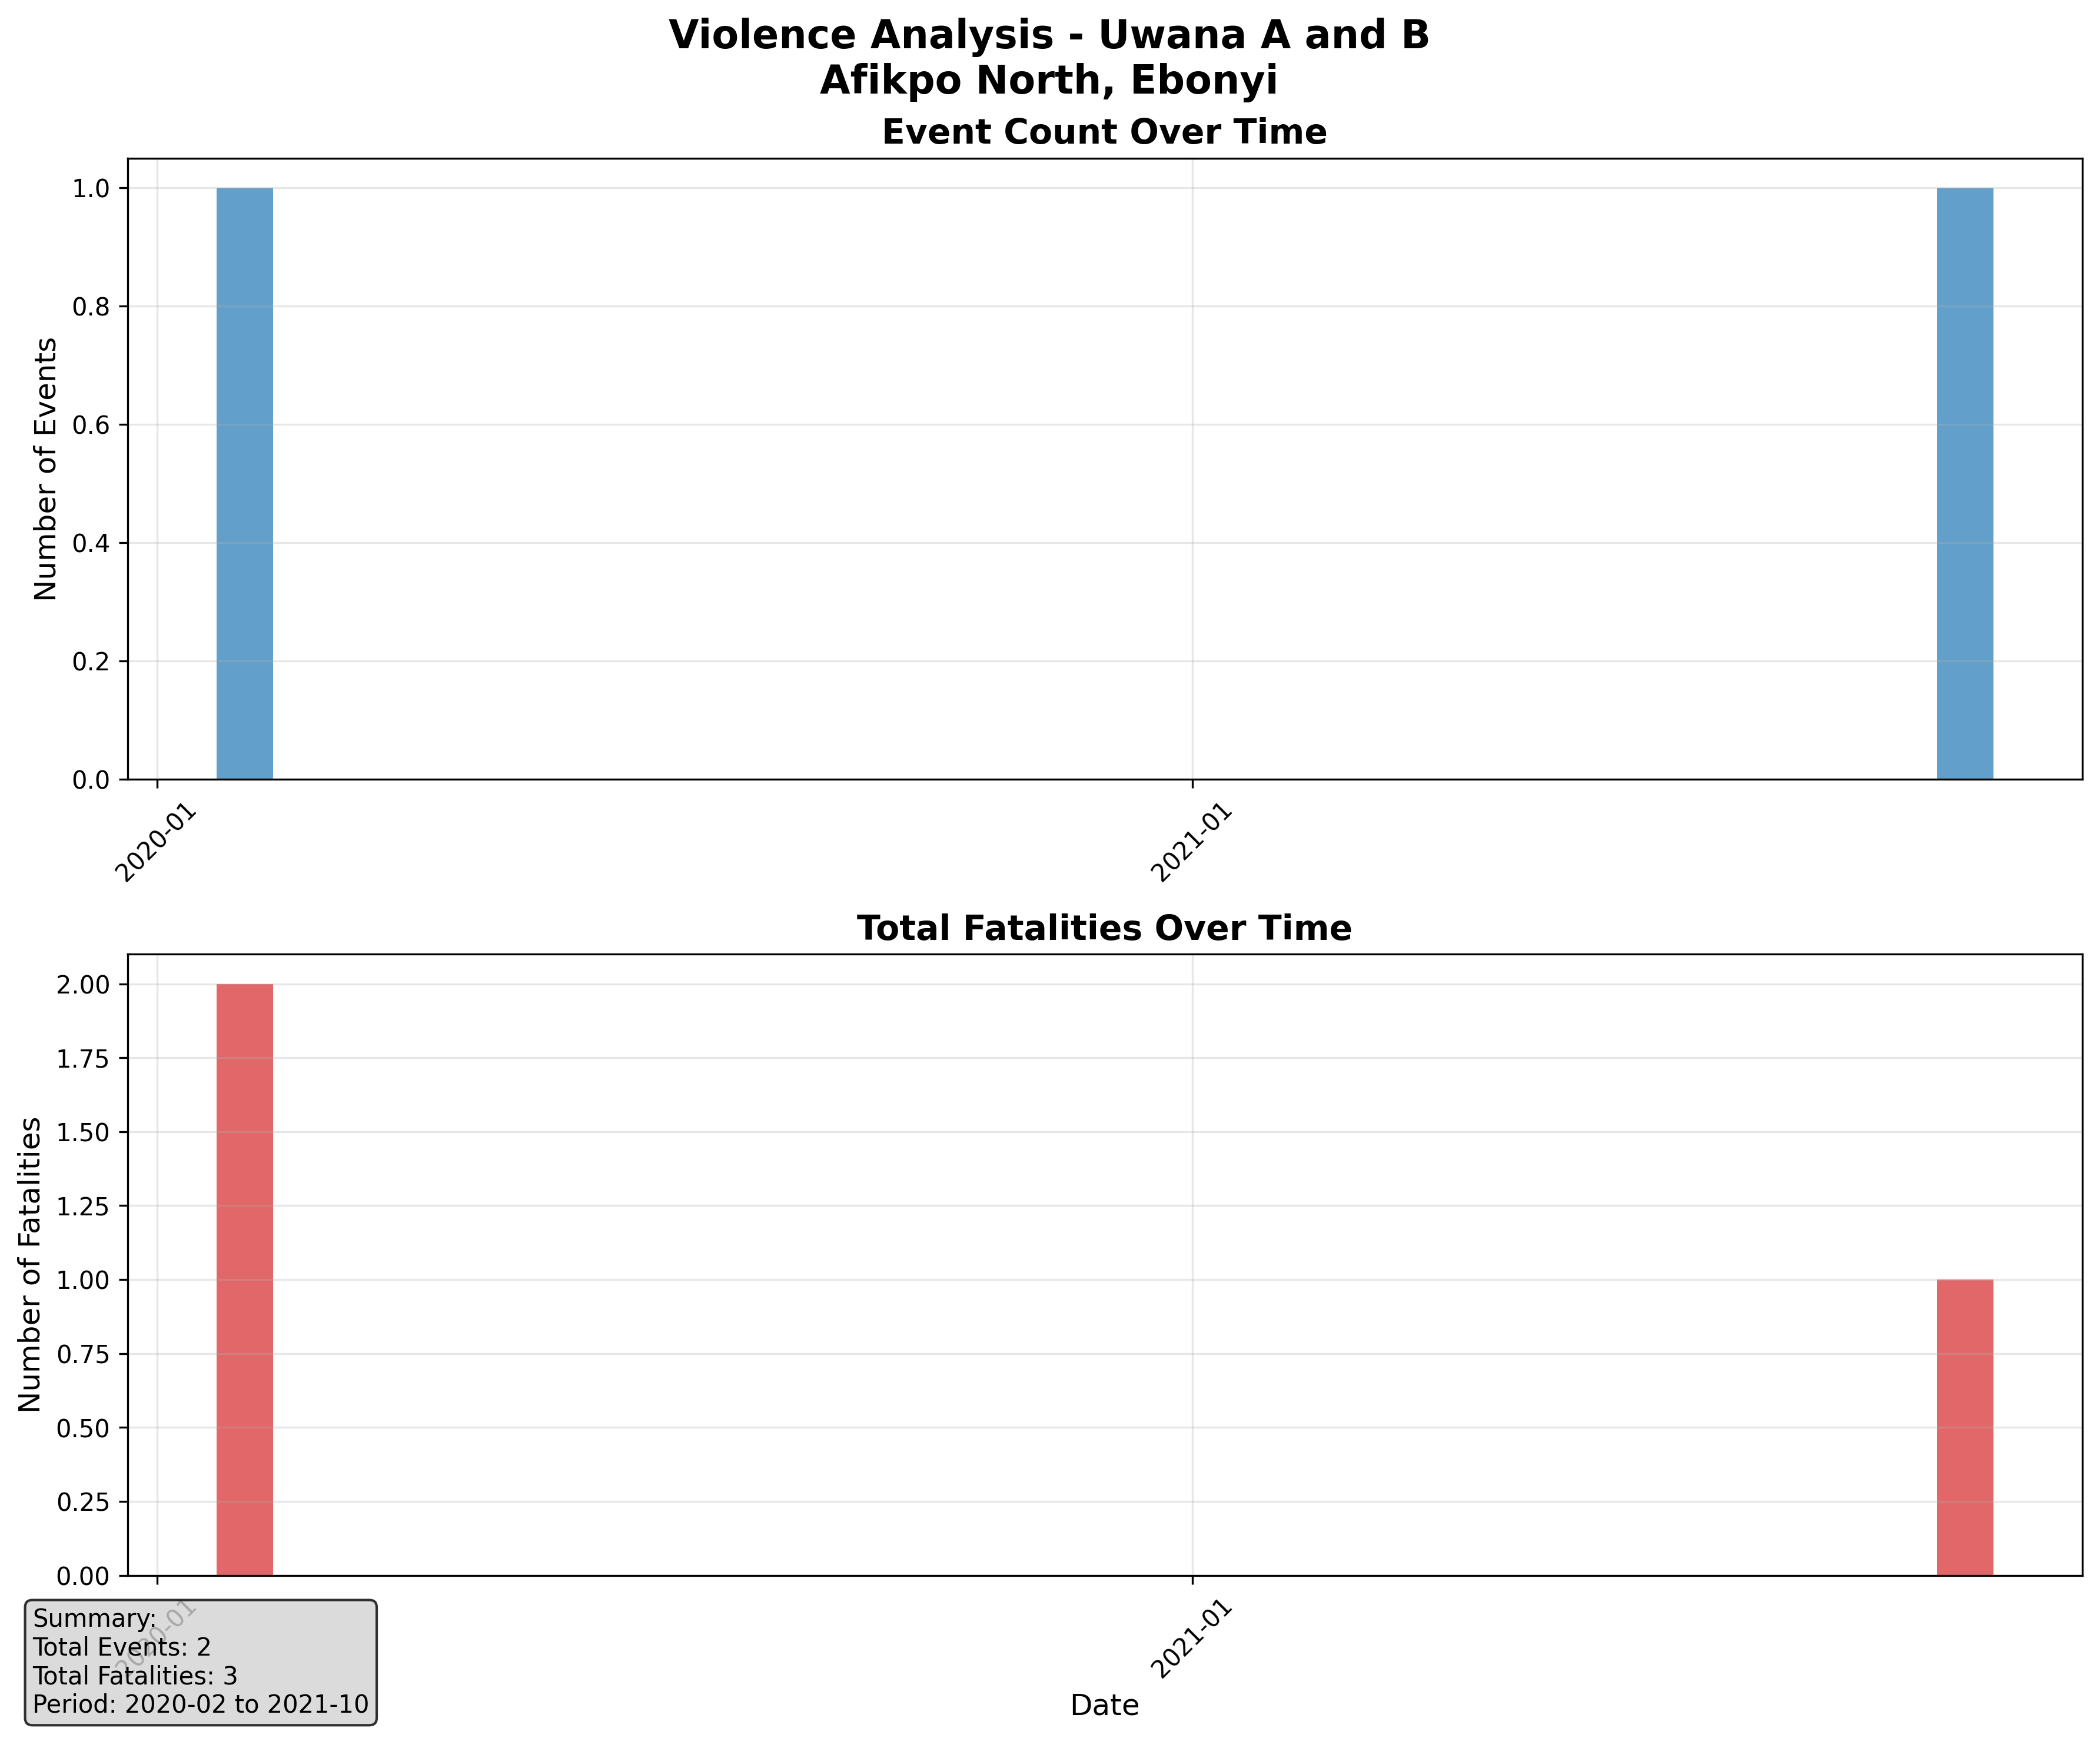 Violence Analysis - Uwana A and B
Afikpo North, Ebonyi
Event Count Over Time
Number of Events
1.0
0.8
0.6
0.4
0.2
0.0
2020-01
2021-01
Total Fatalities Over Time
Number of Fatalities
2.00
1.75
1.50
1.25
1.00
0.75
0.50
0.25
0.00
2020-01
2021-01
Date
Summary:
Total Events: 2
Total Fatalities: 3
Period: 2020-02 to 2021-10